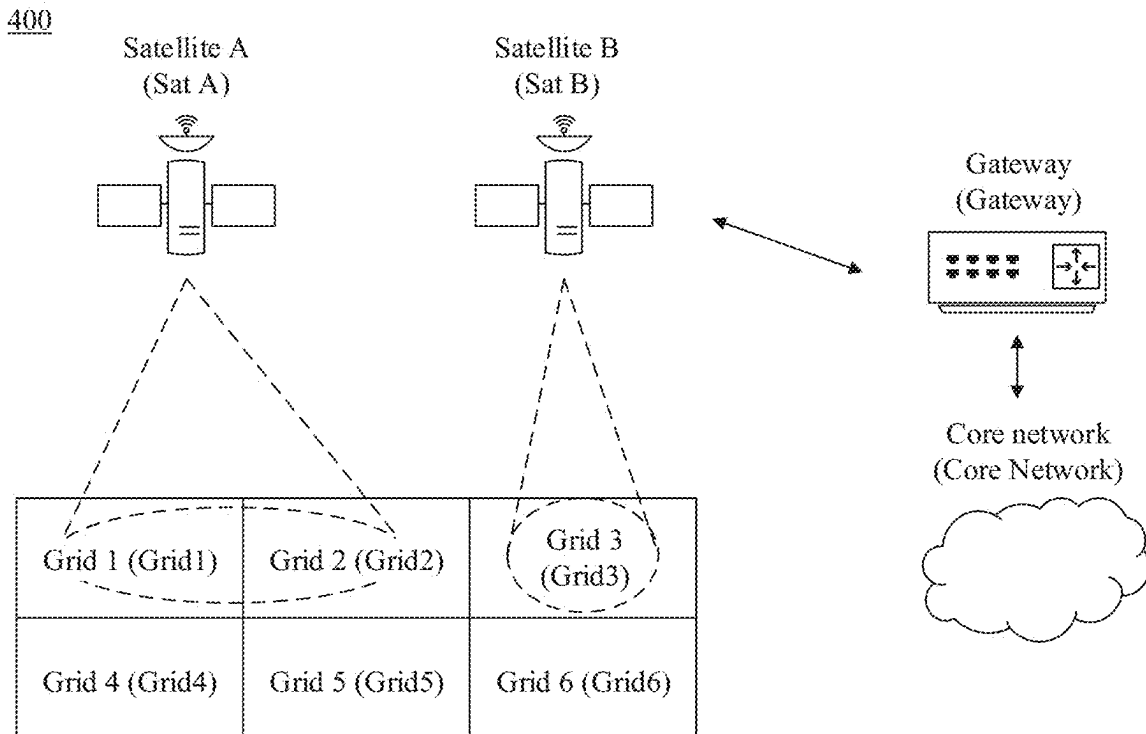 400
Satellite A
(Sat A)
Satellite B
(Sat B)
Gateway
(Gateway)
Core network
(Core Network)
Grid 1 (Grid1)
Grid 2 (Grid2)
Grid 3
(Grid3)
Grid 4 (Grid4)
Grid 5 (Grid5)
Grid 6 (Grid6)